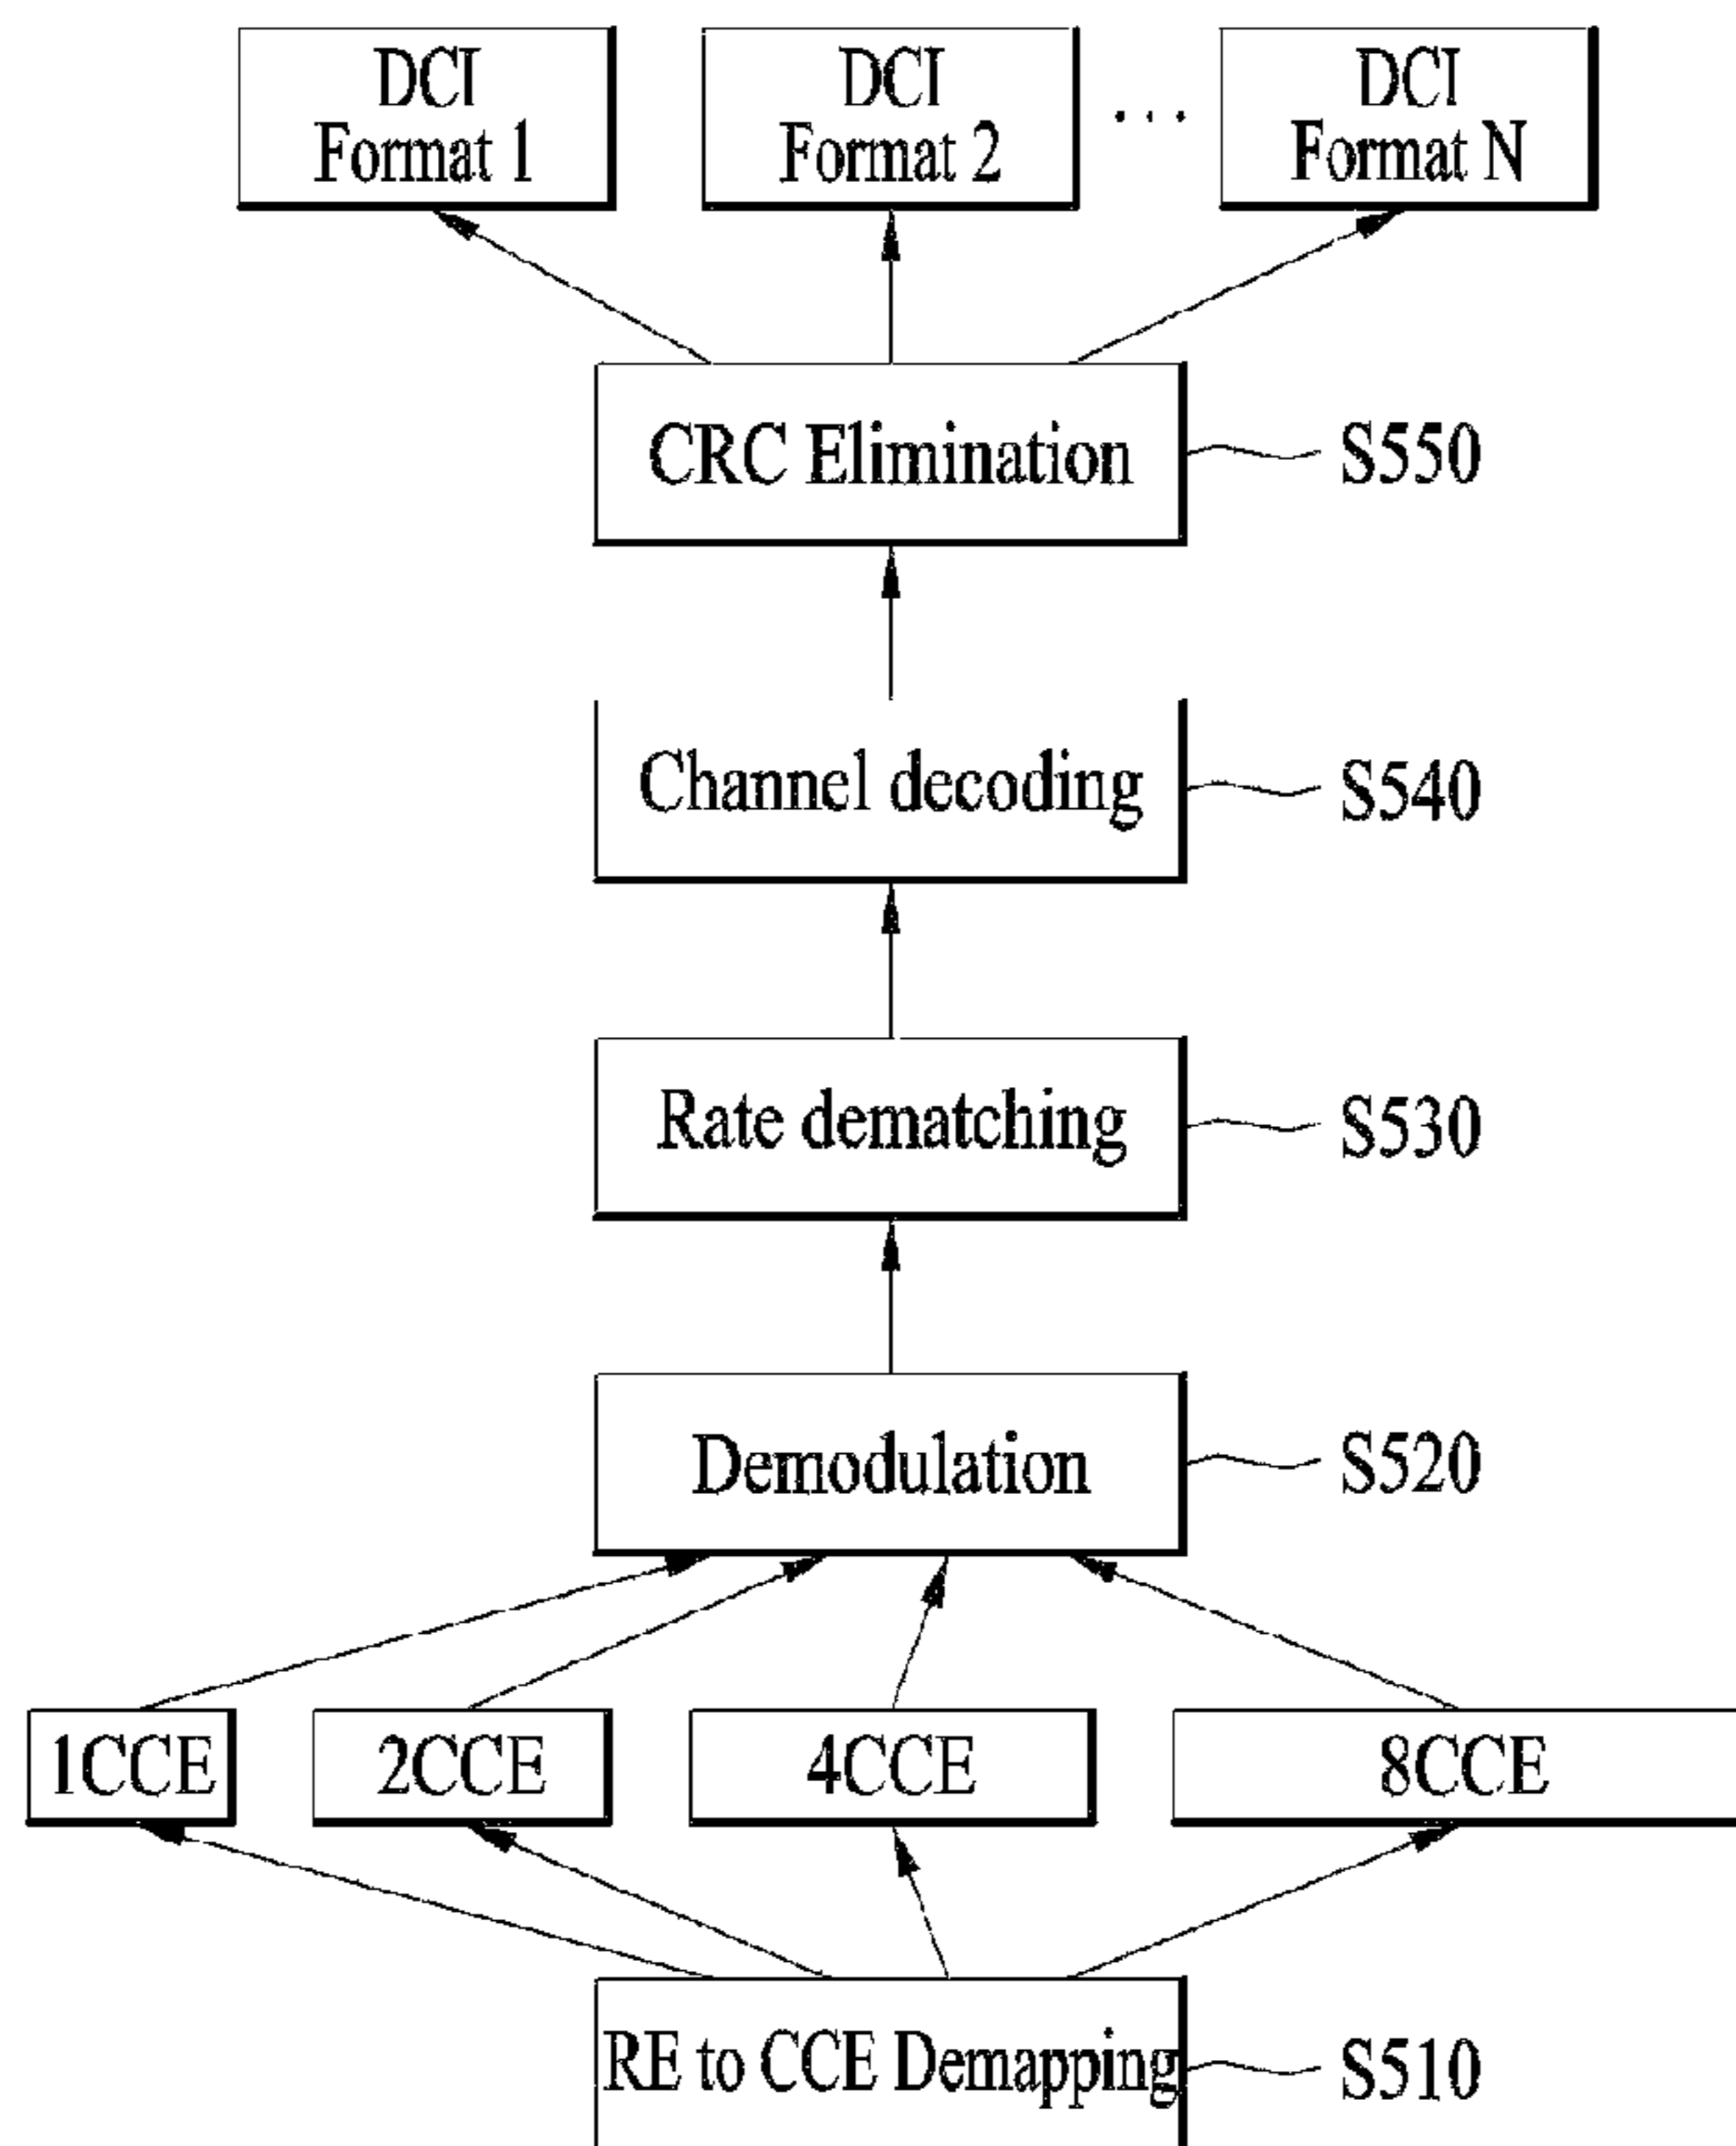 DCI
Format 1
DCI
Format 2
...
DCI
Format N
CRC Elimination
S550
Channel decoding
S540
Rate dematching
S530
Demodulation
S520
1CCE
2CCE
4CCE
8CCE
RE to CCE Demapping
S510